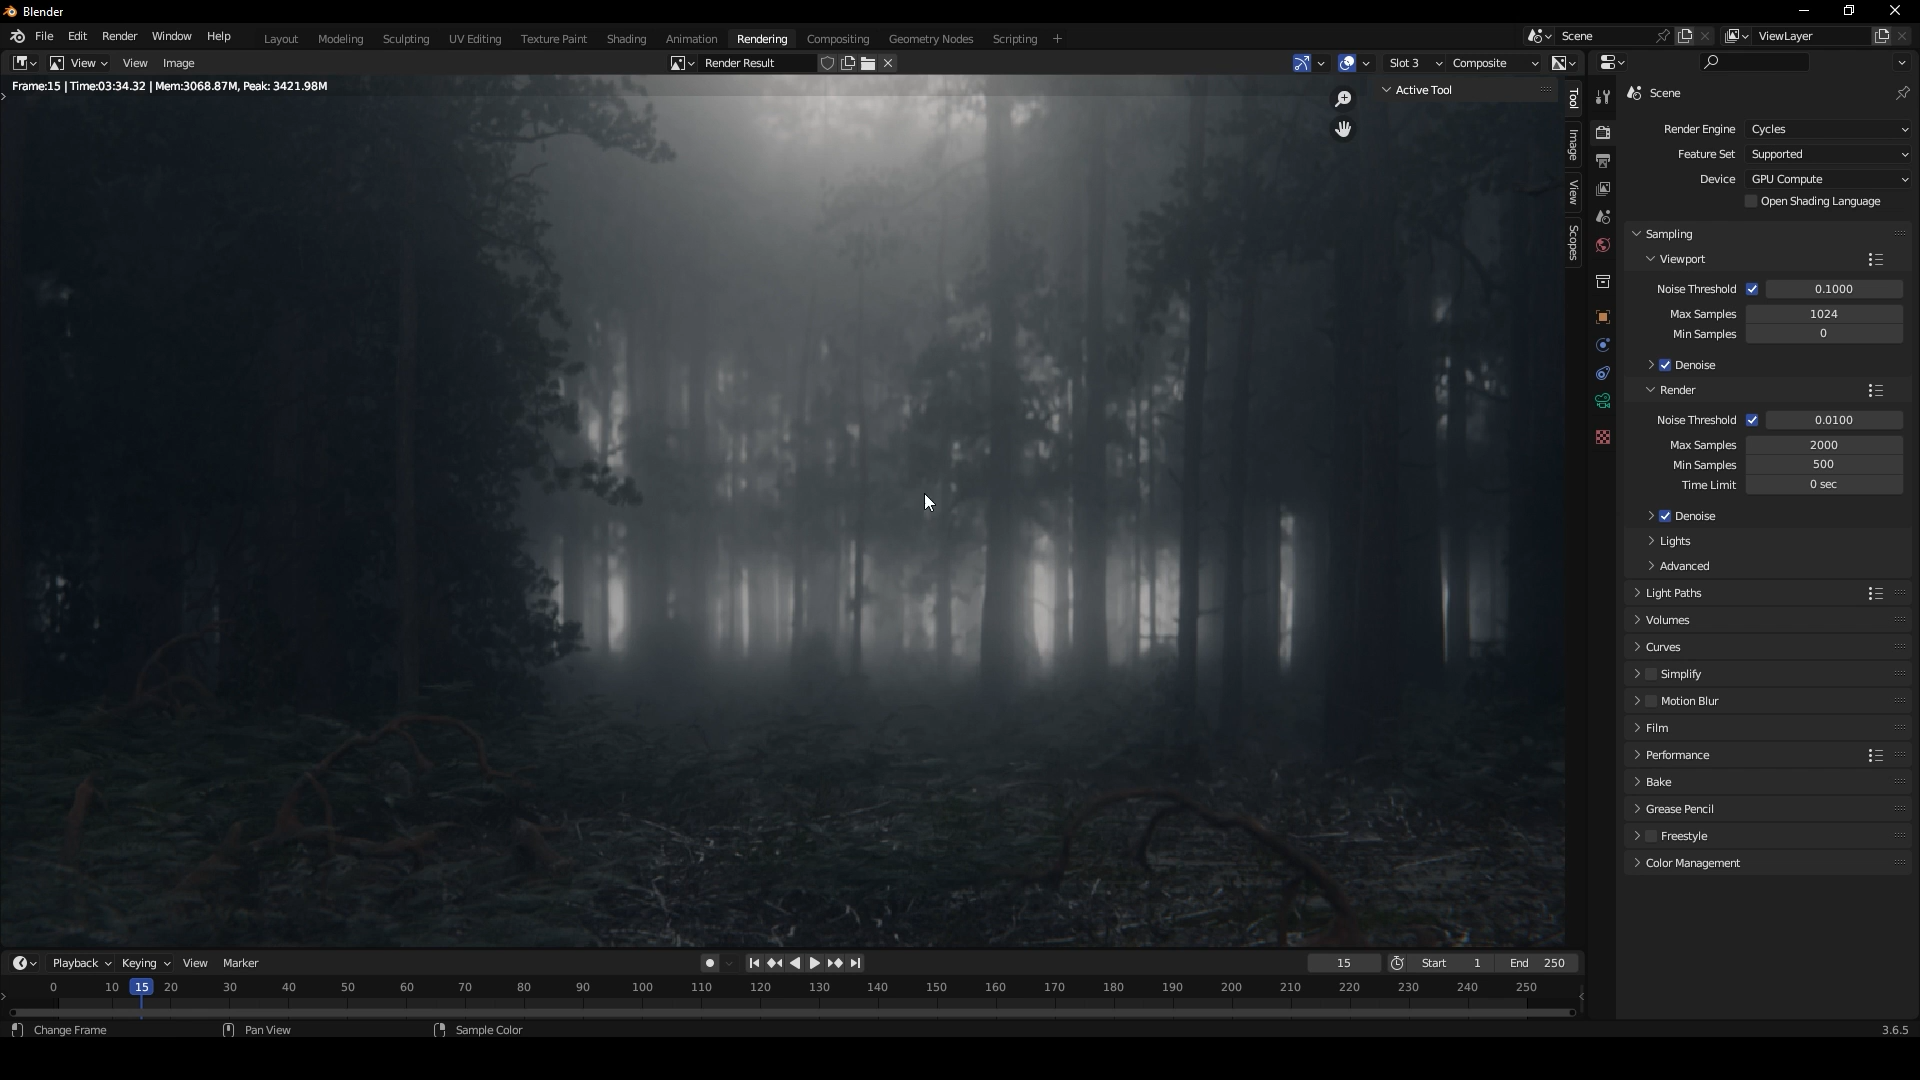 Blender
File Edit Render Window Help Layout Modeling Sculpting UV Editing Texture Paint Shading Animation Rendering Compositing Geometry Nodes Scripting + Scene ViewLayer
View View Image Render Result Slot 3 Composite
Frame:15 | Time:03:34.32 | Mem:3068.87M, Peak: 3421.98M
Active Tool
Tool
Image
View
Scopes
Scene
Render Engine Cycles
Feature Set Supported
Device GPU Compute
Open Shading Language
Sampling
Viewport
Noise Threshold 0.1000
Max Samples 1024
Min Samples 0
Denoise
Render
Noise Threshold 0.0100
Max Samples 2000
Min Samples 500
Time Limit 0 sec
Denoise
Lights
Advanced
Light Paths
Volumes
Curves
Simplify
Motion Blur
Film
Performance
Bake
Grease Pencil
Freestyle
Color Management
Playback Keying View Marker 15 Start 1 End 250
0 10 15 20 30 40 50 60 70 80 90 100 110 120 130 140 150 160 170 180 190 200 210 220 230 240 250
Change Frame Pan View Sample Color 3.6.5